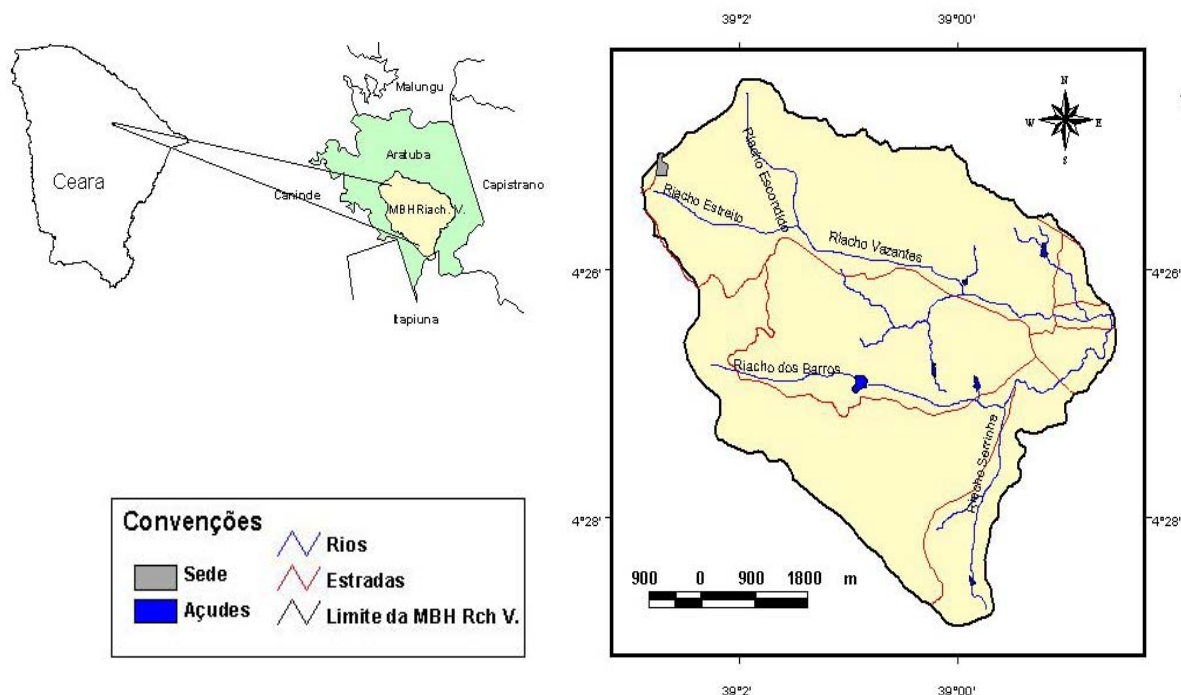 Ceara
Malungu
Aratuba
Caninde
Capistrano
MBH Riach. V.
Itapiuna
Convenções
Sede
Açudes
Rios
Estradas
Limite da MBH Rch V.
39°2' 39°00'
N
W E
S
Riacho Escondido
Riacho Estreito
Riacho Vazantes
4°26' 4°26'
Riacho dos Barros
Riacho Serrinha
4°28' 4°28'
900 0 900 1800 m
39°2' 39°00'